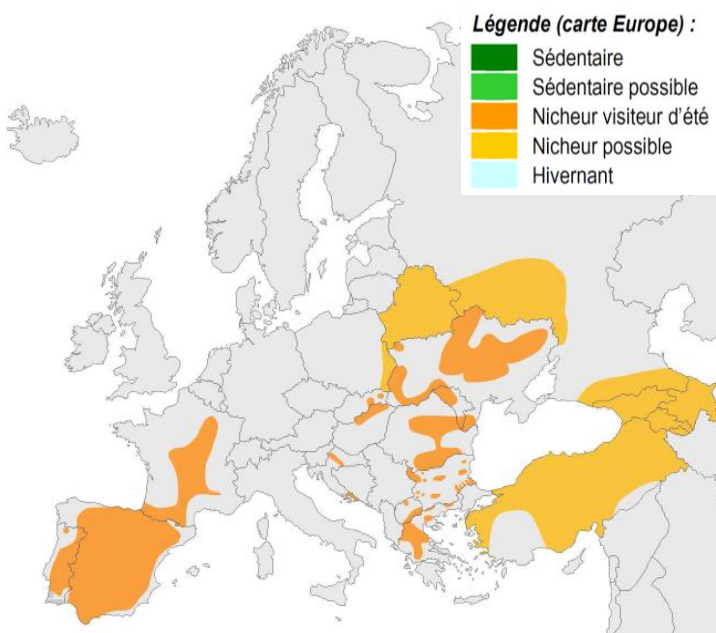 Légende (carte Europe) :
Sédentaire
Sédentaire possible
Nicheur visiteur d’été
Nicheur possible
Hivernant